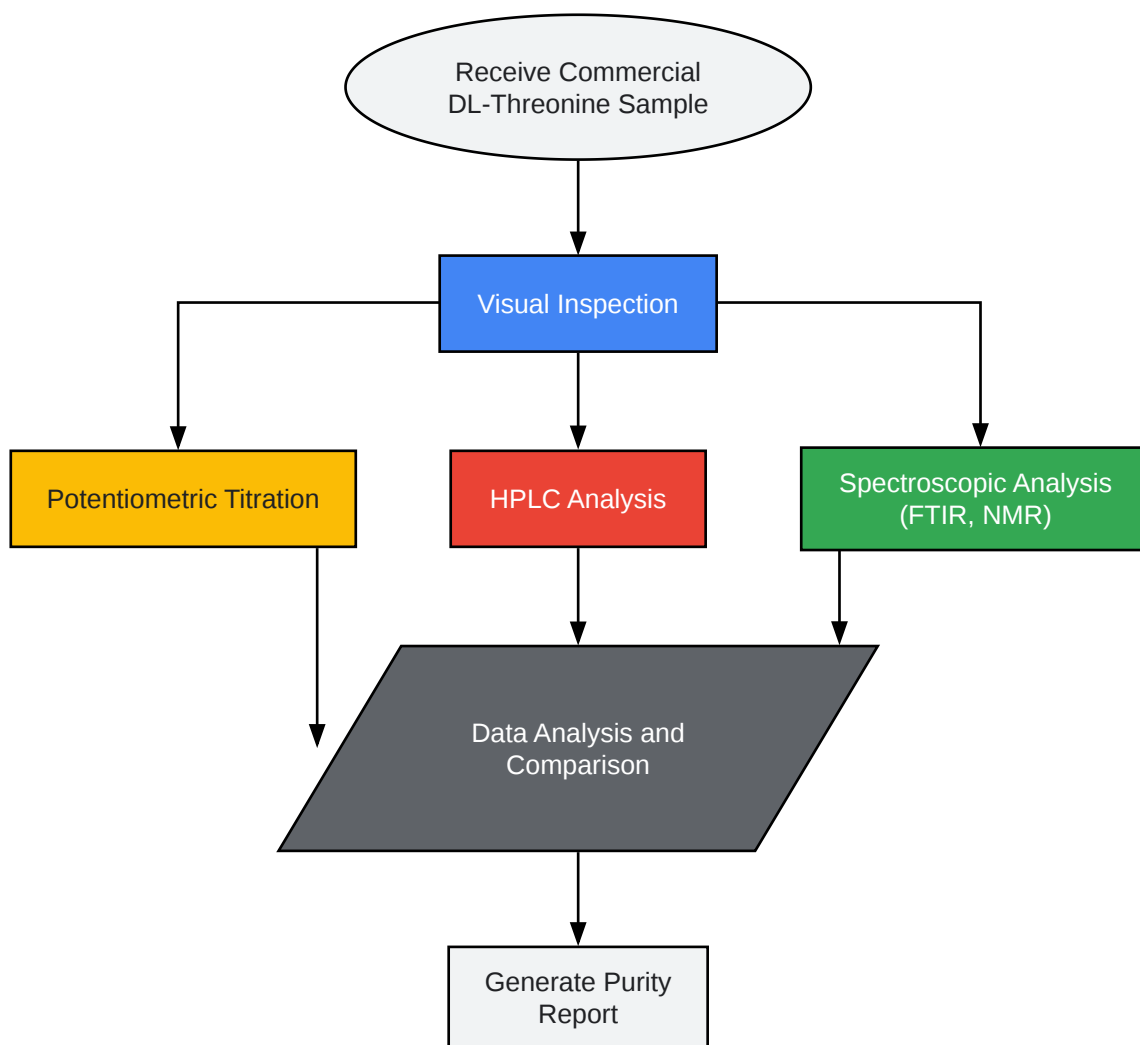 Receive Commercial
DL-Threonine Sample
Visual Inspection
Potentiometric Titration
HPLC Analysis
Spectroscopic Analysis
(FTIR, NMR)
Data Analysis and
Comparison
Generate Purity
Report